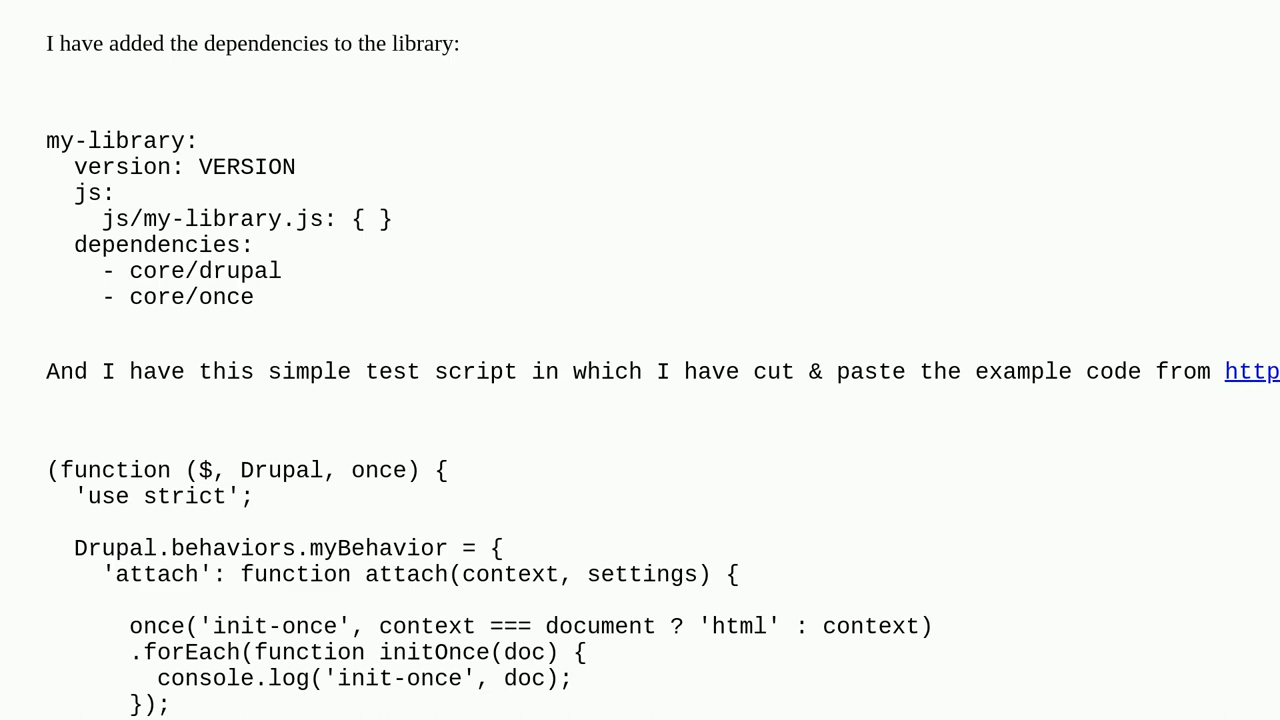 I have added the dependencies to the library:
my-library:
  version: VERSION
  js:
    js/my-library.js: { }
  dependencies:
    - core/drupal
    - core/once
And I have this simple test script in which I have cut & paste the example code from http
(function ($, Drupal, once) {
  'use strict';
  Drupal.behaviors.myBehavior = {
    'attach': function attach(context, settings) {
      once('init-once', context === document ? 'html' : context)
      .forEach(function initOnce(doc) {
        console.log('init-once', doc);
      });